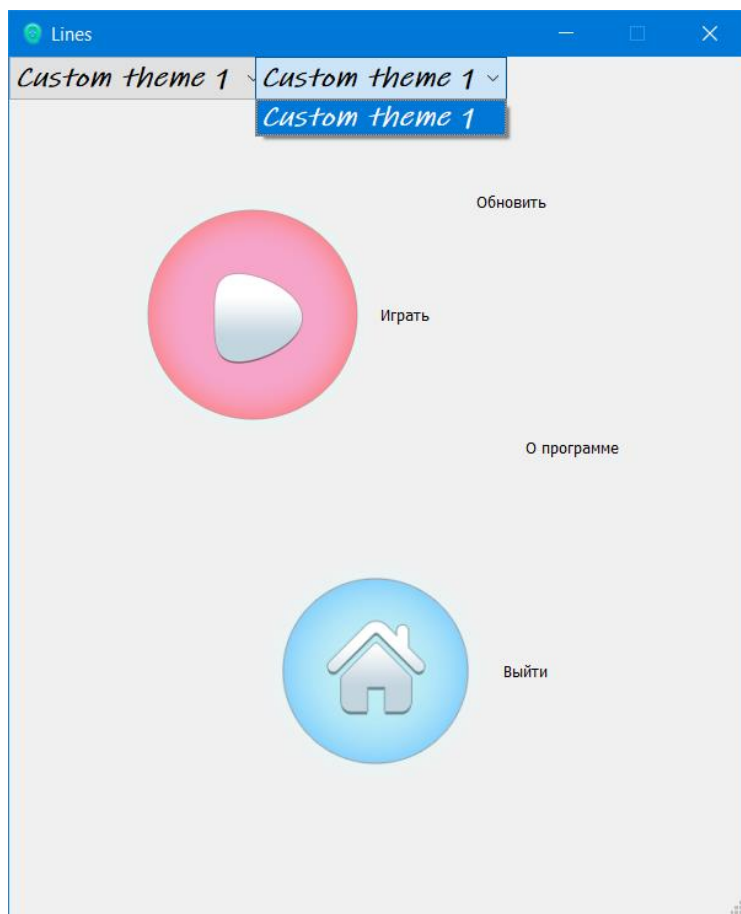 Lines
Custom theme 1 Custom theme 1
Custom theme 1
Обновить
Играть
О программе
Выйти